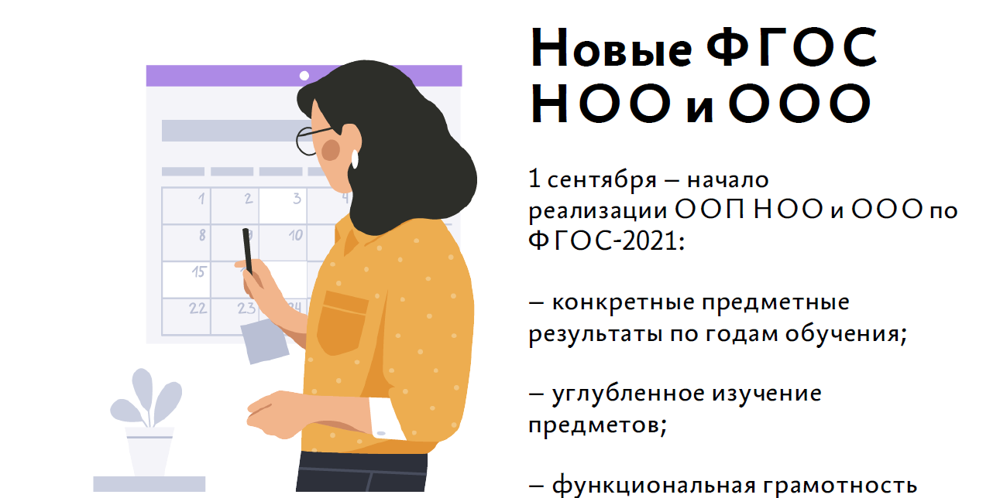 Новые ФГОС
НОО и ООО
1 сентября – начало
реализации ООП НОО и ООО по
ФГОС-2021:
– конкретные предметные
результаты по годам обучения;
– углубленное изучение
предметов;
– функциональная грамотность
1 2 3 4
8 9 10
15
22 23 24